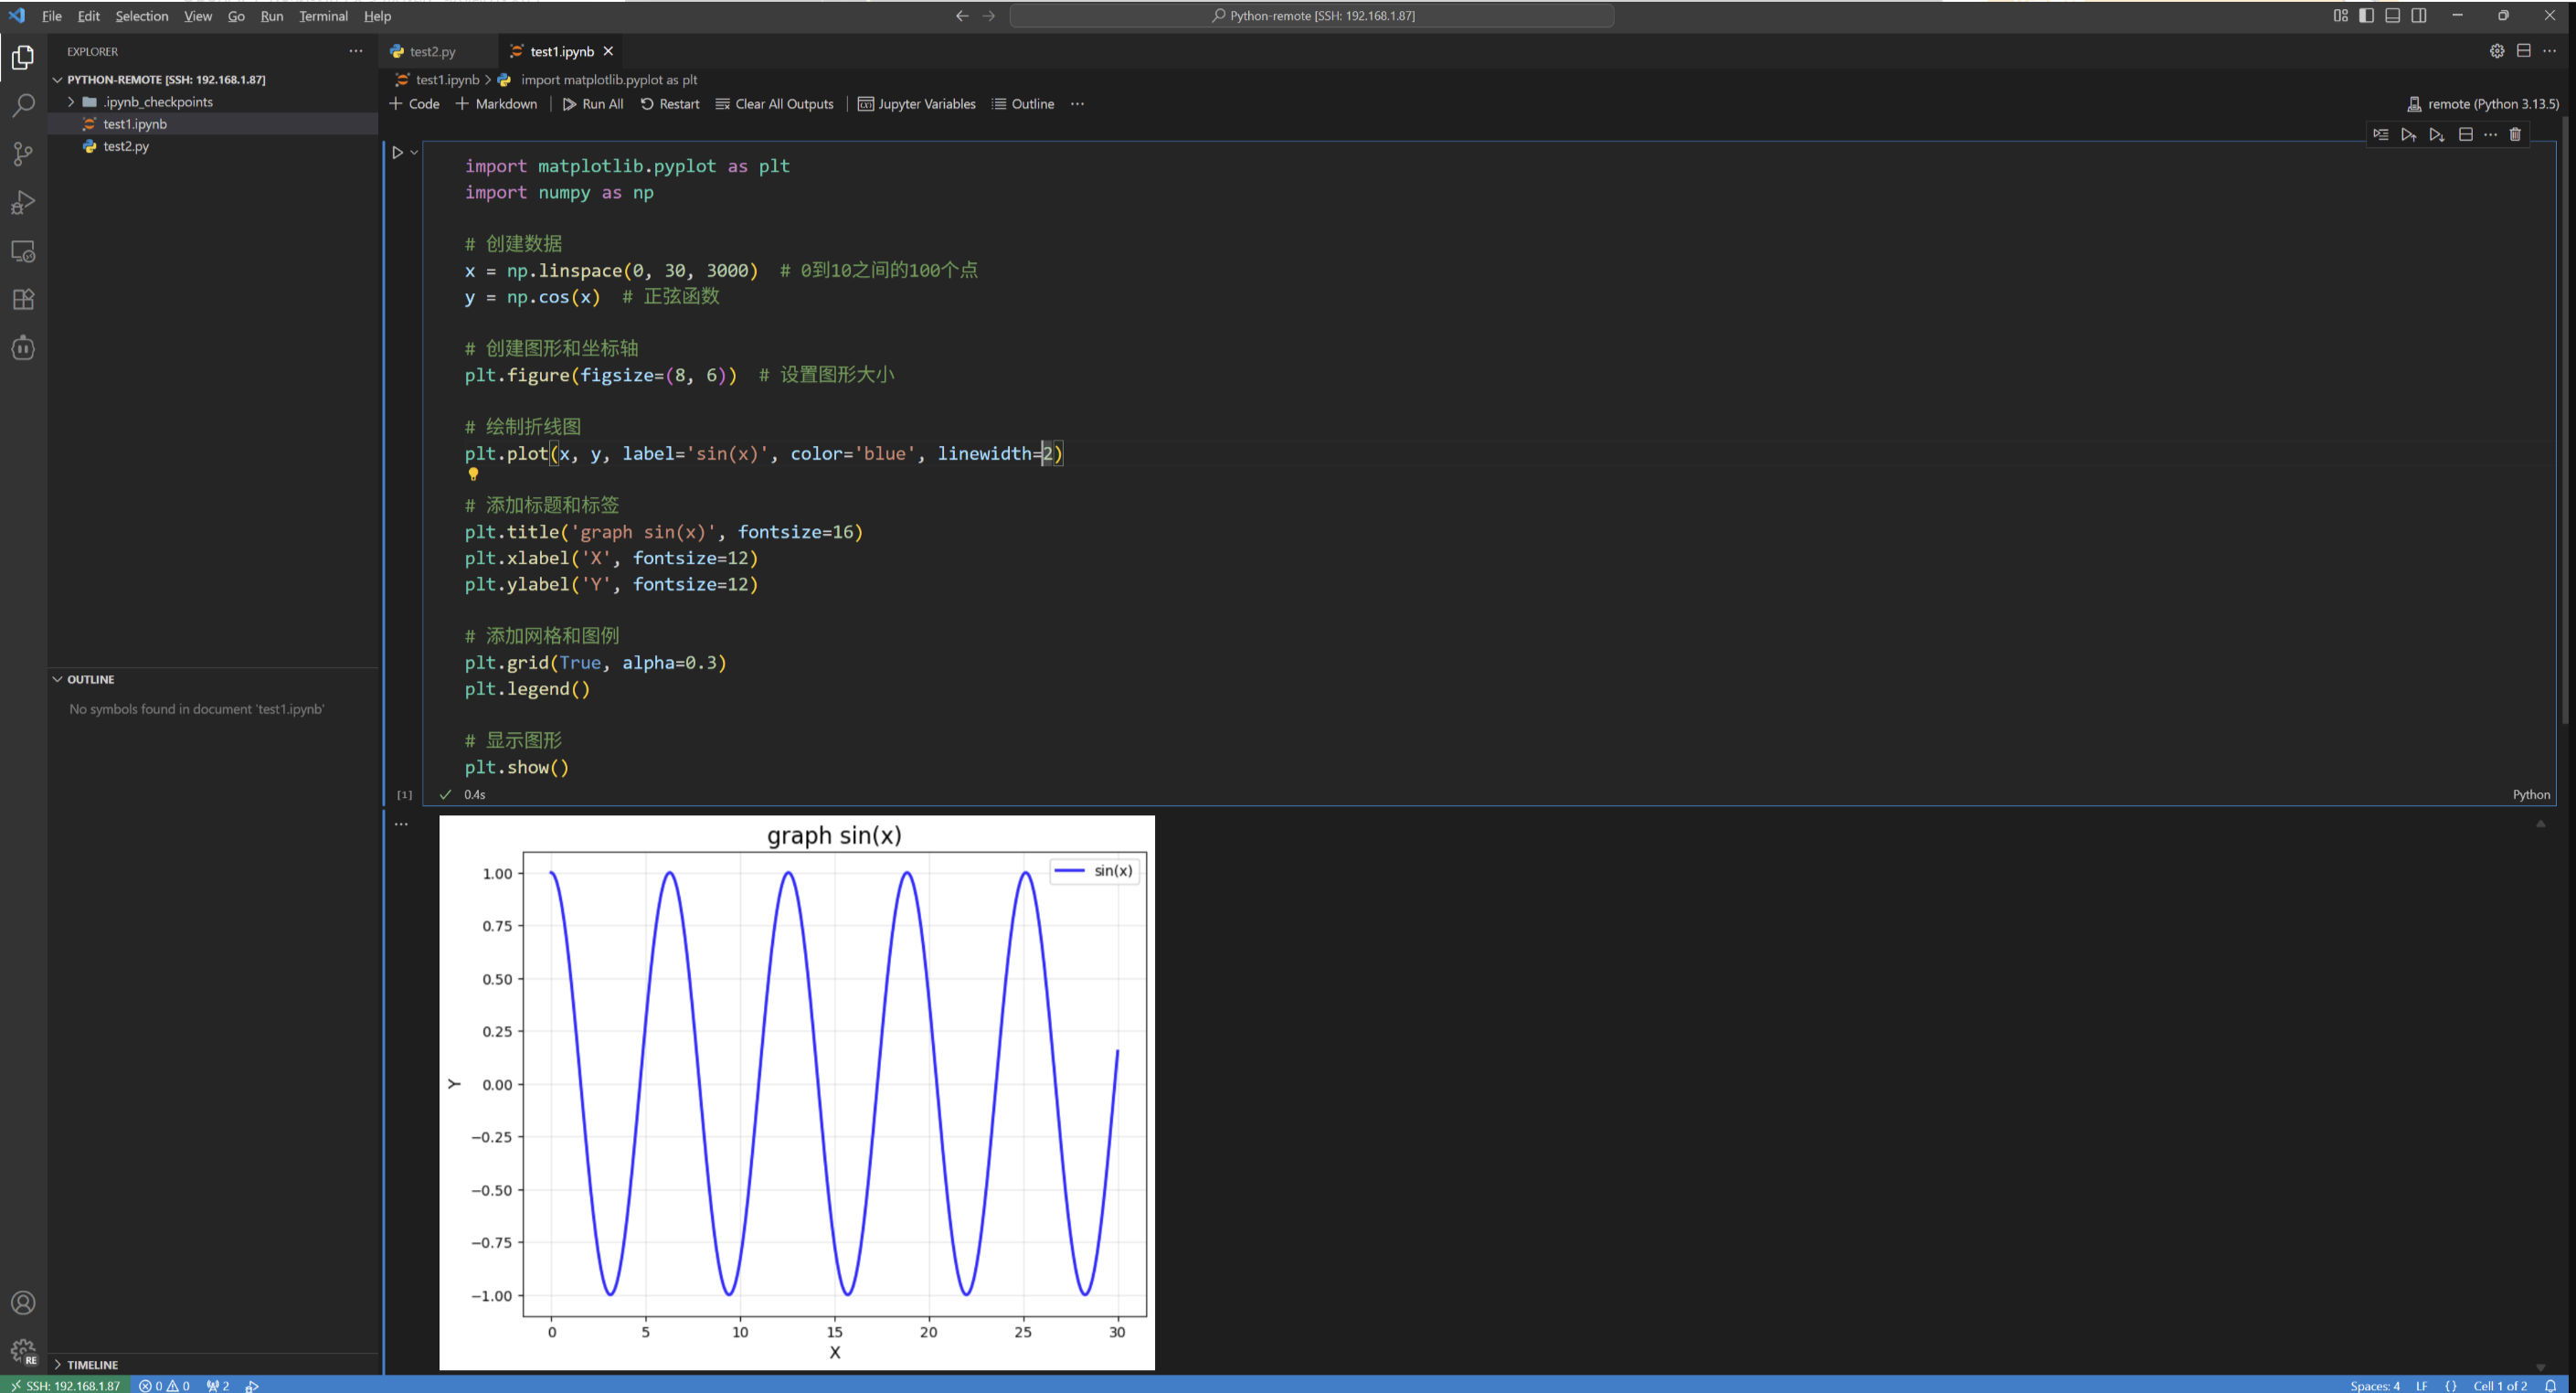 File Edit Selection View Go Run Terminal Help
Python-remote [SSH: 192.168.1.87]
EXPLORER
PYTHON-REMOTE [SSH: 192.168.1.87]
.ipynb_checkpoints
test1.ipynb
test2.py
OUTLINE
No symbols found in document 'test1.ipynb'
TIMELINE
test2.py test1.ipynb
test1.ipynb > import matplotlib.pyplot as plt
+ Code + Markdown | Run All Restart Clear All Outputs | Jupyter Variables Outline ...
remote (Python 3.13.5)
import matplotlib.pyplot as plt
import numpy as np
# 创建数据
x = np.linspace(0, 30, 3000)  # 0到10之间的100个点
y = np.cos(x)  # 正弦函数
# 创建图形和坐标轴
plt.figure(figsize=(8, 6))  # 设置图形大小
# 绘制折线图
plt.plot(x, y, label='sin(x)', color='blue', linewidth=2)
# 添加标题和标签
plt.title('graph sin(x)', fontsize=16)
plt.xlabel('X', fontsize=12)
plt.ylabel('Y', fontsize=12)
# 添加网格和图例
plt.grid(True, alpha=0.3)
plt.legend()
# 显示图形
plt.show()
[1] 0.4s
Python
graph sin(x)
sin(x)
1.00
0.75
0.50
0.25
0.00
−0.25
−0.50
−0.75
−1.00
Y
0 5 10 15 20 25 30
X
RE
SSH: 192.168.1.87 0 0 2
Spaces: 4 LF {} Cell 1 of 2